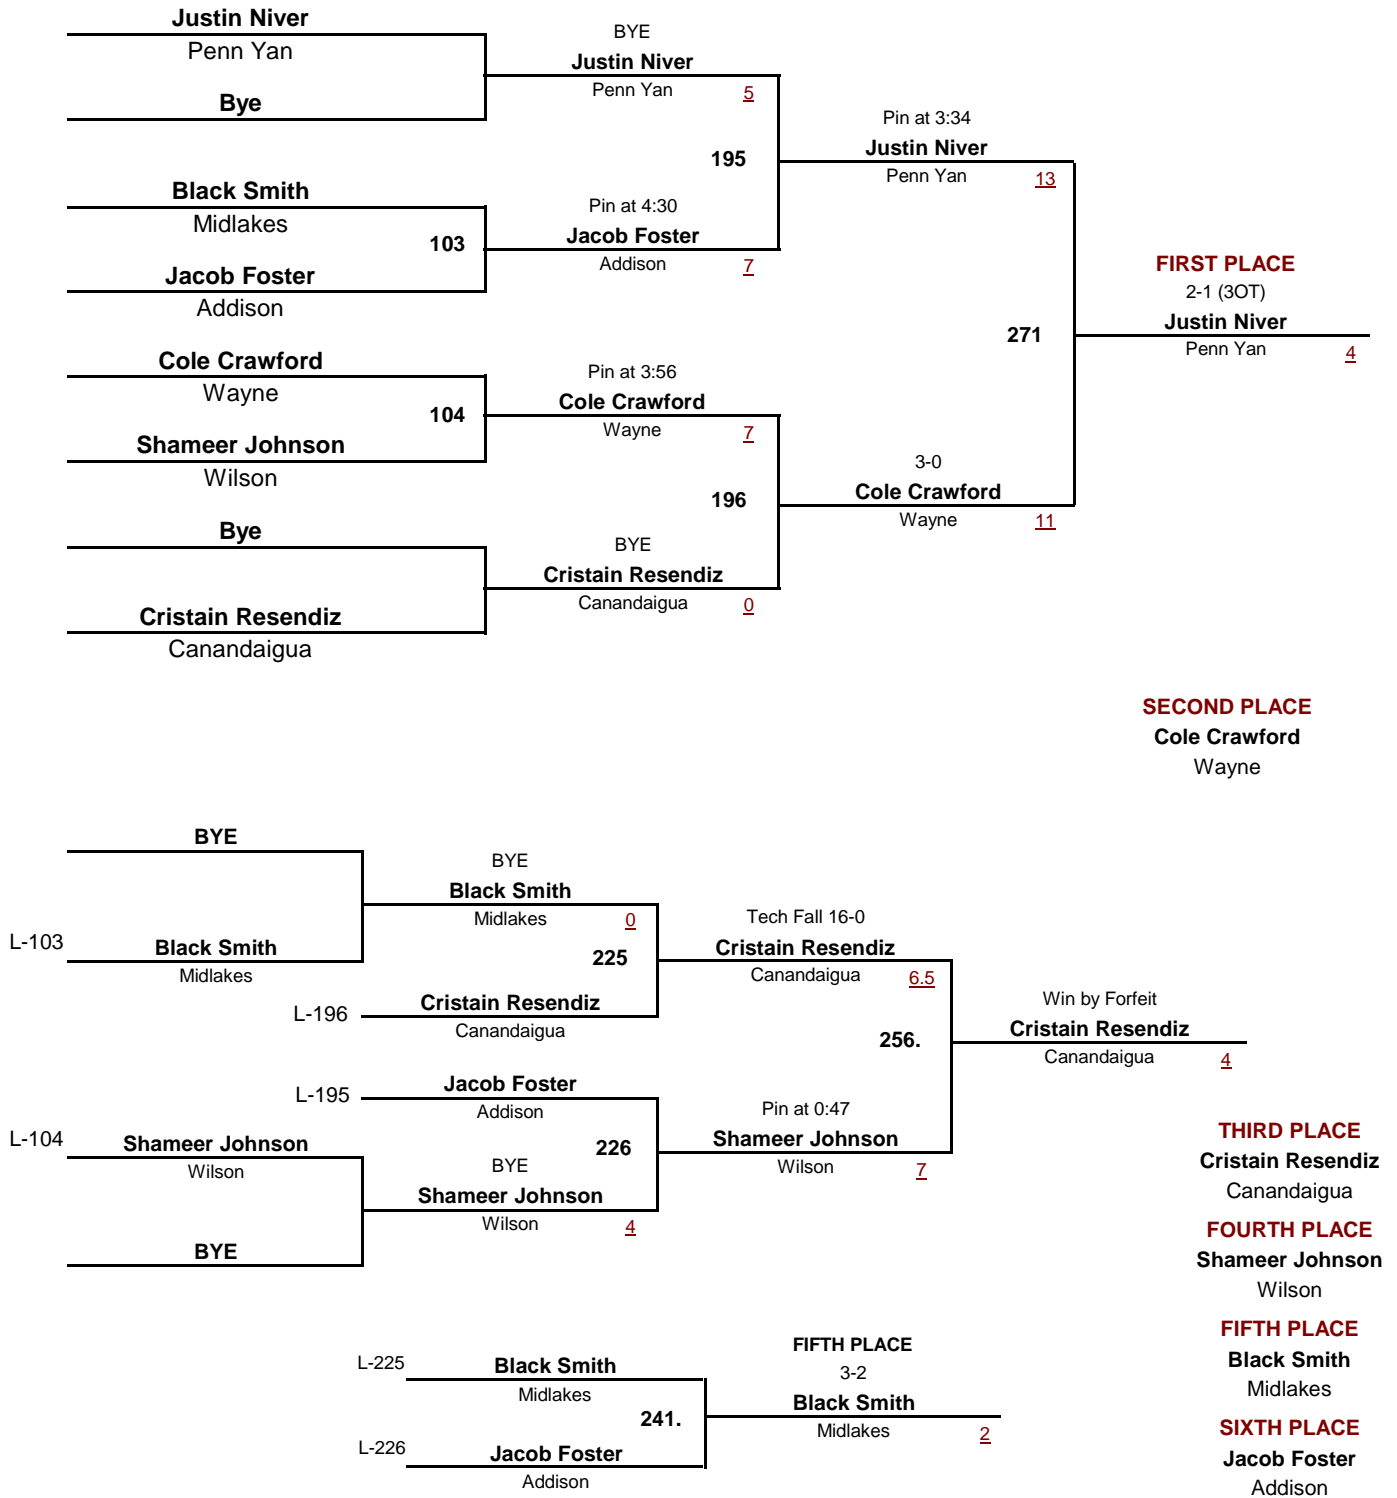 Justin Niver
Penn Yan
Bye
BYE
Justin Niver
Penn Yan 5
195
Pin at 3:34
Justin Niver
Penn Yan 13
Black Smith
Midlakes
103
Jacob Foster
Addison
Pin at 4:30
Jacob Foster
Addison 7
FIRST PLACE
2-1 (3OT)
Justin Niver
Penn Yan 4
271
Cole Crawford
Wayne
104
Shameer Johnson
Wilson
Pin at 3:56
Cole Crawford
Wayne 7
196
3-0
Cole Crawford
Wayne 11
Bye
Cristain Resendiz
Canandaigua
BYE
Cristain Resendiz
Canandaigua 0
SECOND PLACE
Cole Crawford
Wayne
BYE
L-103
Black Smith
Midlakes
BYE
Black Smith
Midlakes 0
225
L-196
Cristain Resendiz
Canandaigua
Tech Fall 16-0
Cristain Resendiz
Canandaigua 6.5
256.
Win by Forfeit
Cristain Resendiz
Canandaigua 4
L-195
Jacob Foster
Addison
226
L-104
Shameer Johnson
Wilson
BYE
BYE
Shameer Johnson
Wilson 4
Pin at 0:47
Shameer Johnson
Wilson 7
THIRD PLACE
Cristain Resendiz
Canandaigua
FOURTH PLACE
Shameer Johnson
Wilson
L-225
Black Smith
Midlakes
241.
L-226
Jacob Foster
Addison
FIFTH PLACE
3-2
Black Smith
Midlakes 2
FIFTH PLACE
Black Smith
Midlakes
SIXTH PLACE
Jacob Foster
Addison